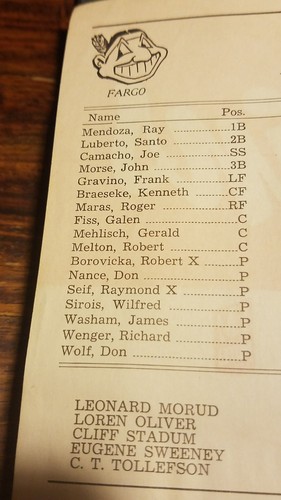 FARGO
Name Pos.
Mendoza, Ray ....................1B
Luberto, Santo ..................2B
Camacho, Joe ....................SS
Morse, John .....................3B
Gravino, Frank ..................LF
Braeseke, Kenneth ...............CF
Maras, Roger ....................RF
Fiss, Galen .....................C
Mehlisch, Gerald C
Melton, Robert ..................C
Borovicka, Robert X .............P
Nance, Don ......................P
Seif, Raymond X .................P
Sirois, Wilfred .................P
Washam, James ...................P
Wenger, Richard .................P
Wolf, Don .......................P
LEONARD MORUD
LOREN OLIVER
CLIFF STADUM
EUGENE SWEENEY
C. T. TOLLEFSON